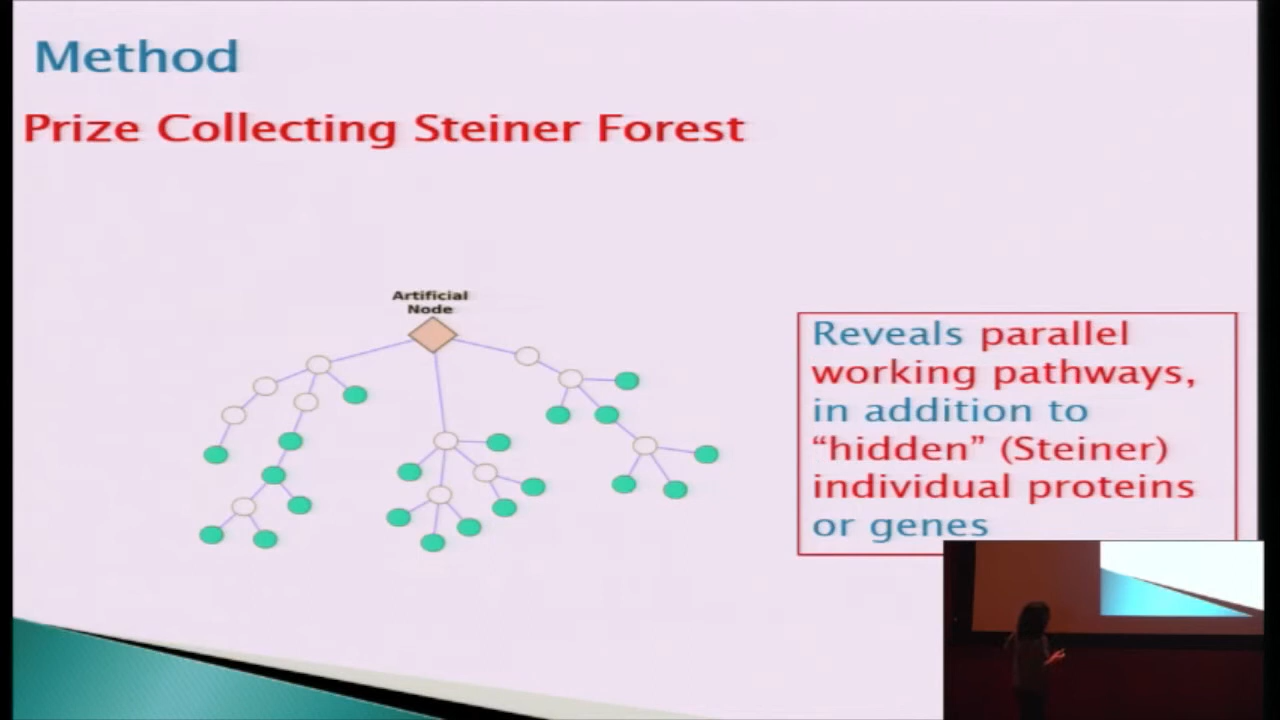 Method
Prize Collecting Steiner Forest
Artificial
Node
Reveals parallel
working pathways,
in addition to
“hidden” (Steiner)
individual proteins
or genes